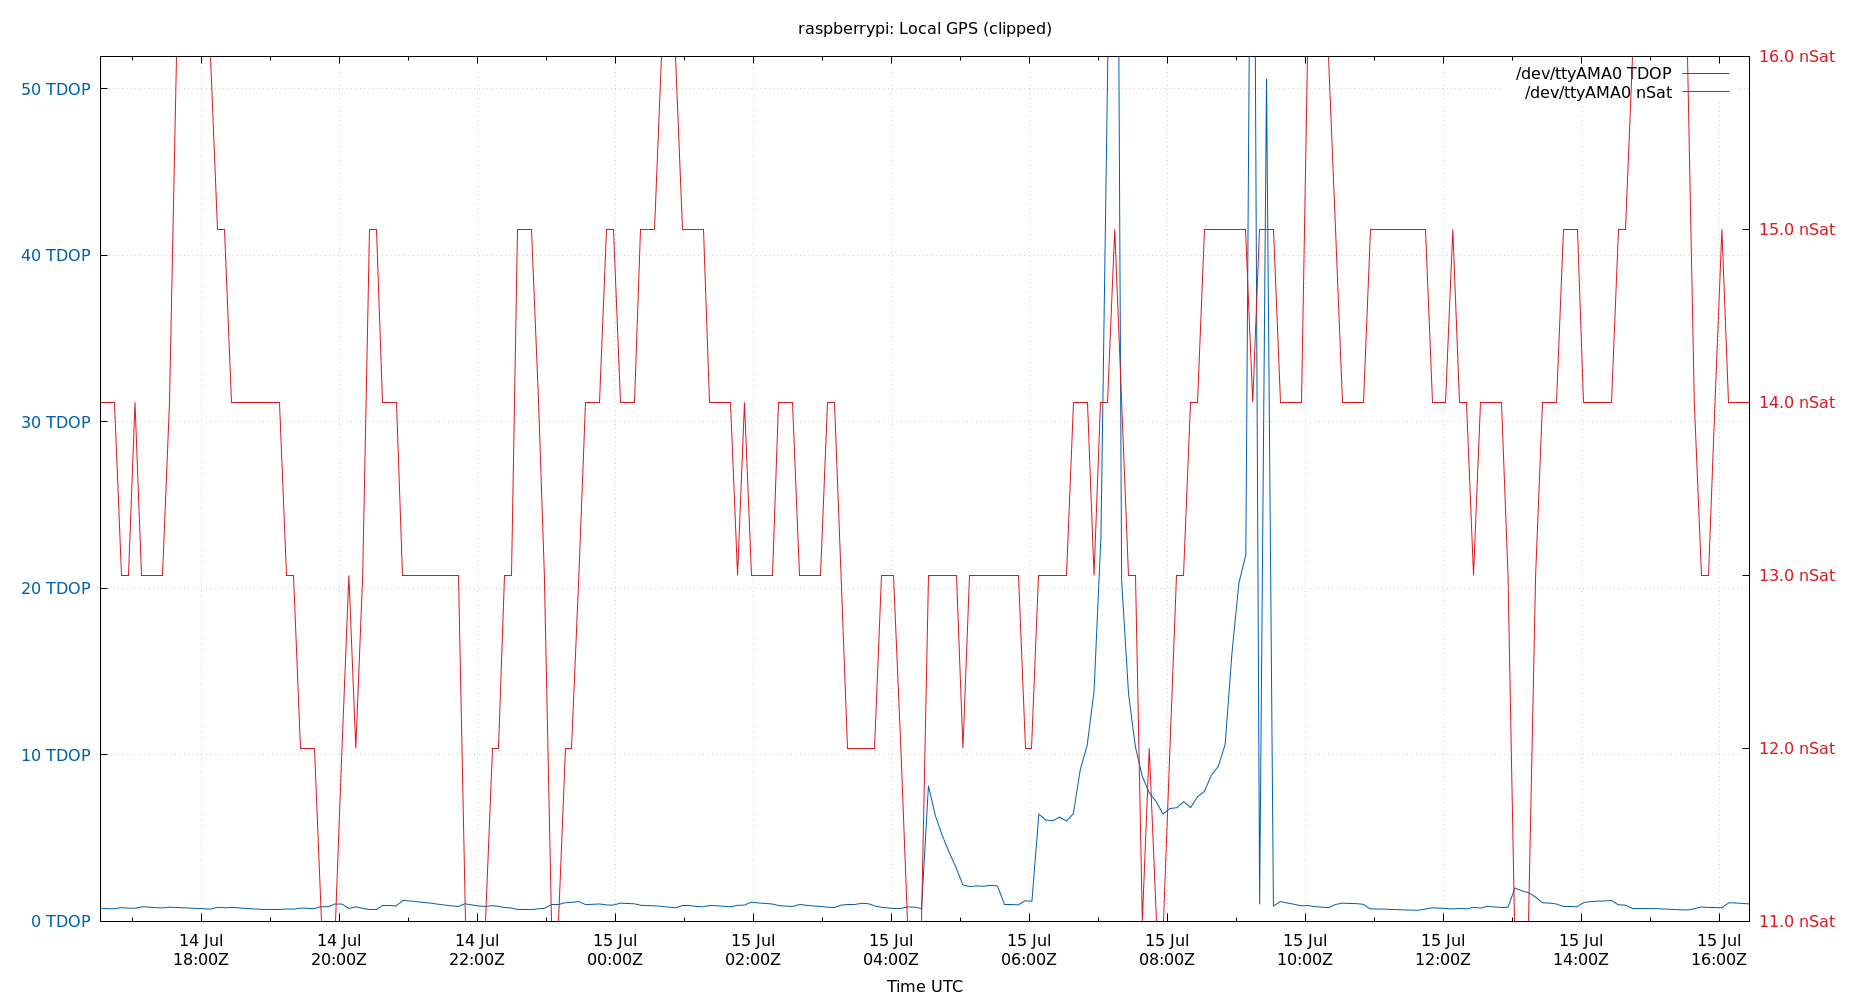 raspberrypi: Local GPS (clipped)
50 TDOP
40 TDOP
30 TDOP
20 TDOP
10 TDOP
0 TDOP
16.0 nSat
15.0 nSat
14.0 nSat
13.0 nSat
12.0 nSat
11.0 nSat
/dev/ttyAMA0 TDOP
/dev/ttyAMA0 nSat
14 Jul
18:00Z
14 Jul
20:00Z
14 Jul
22:00Z
15 Jul
00:00Z
15 Jul
02:00Z
15 Jul
04:00Z
15 Jul
06:00Z
15 Jul
08:00Z
15 Jul
10:00Z
15 Jul
12:00Z
15 Jul
14:00Z
15 Jul
16:00Z
Time UTC